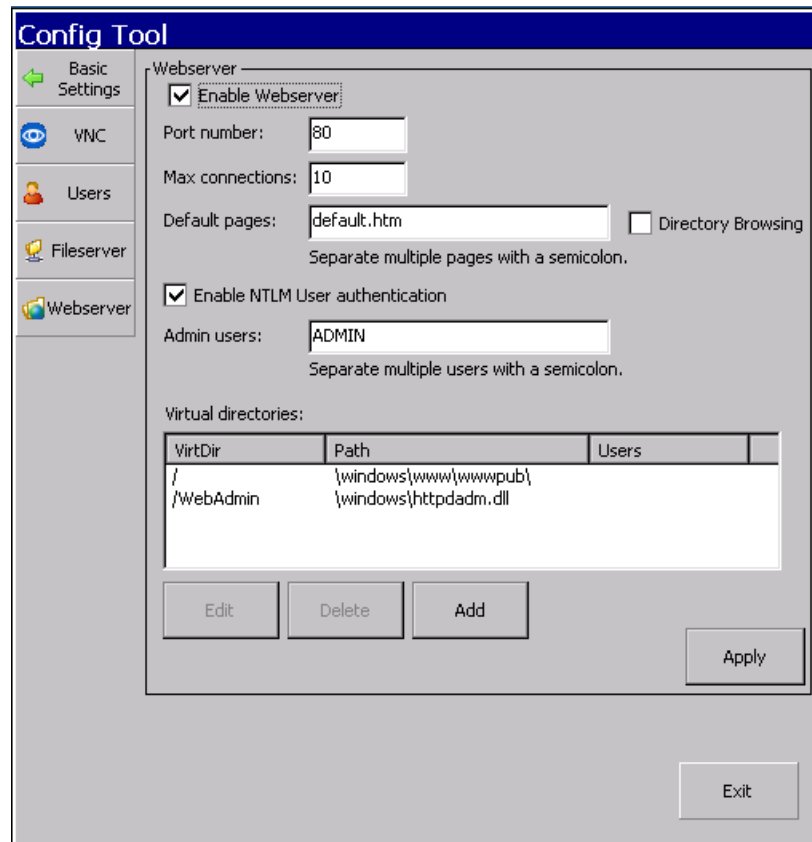 Config Tool
Basic
Settings
VNC
Users
Fileserver
Webserver
Webserver
Enable Webserver
Port number: 80
Max connections: 10
Default pages: default.htm Directory Browsing
Separate multiple pages with a semicolon.
Enable NTLM User authentication
Admin users: ADMIN
Separate multiple users with a semicolon.
Virtual directories:
VirtDir Path Users
/ \windows\www\wwwpub\
/WebAdmin \windows\httpdadm.dll
Edit Delete Add
Apply
Exit